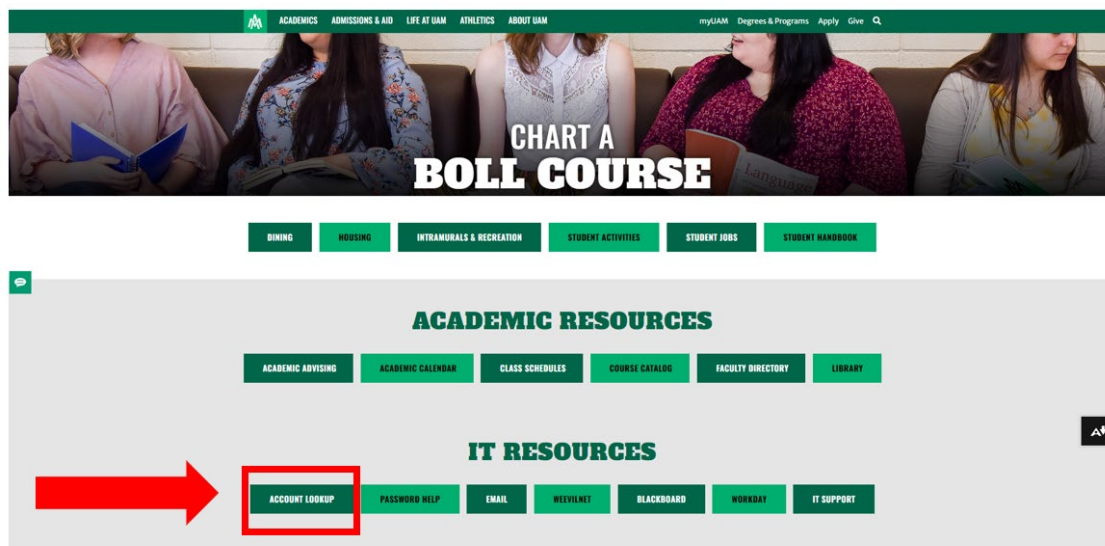 ACADEMICS ADMISSIONS & AID LIFE AT UAM ATHLETICS ABOUT UAM myUAM Degrees & Programs Apply Give
CHART A
BOLL COURSE
Language
DINING HOUSING INTRAMURALS & RECREATION STUDENT ACTIVITIES STUDENT JOBS STUDENT HANDBOOK
ACADEMIC RESOURCES
ACADEMIC ADVISING ACADEMIC CALENDAR CLASS SCHEDULES COURSE CATALOG FACULTY DIRECTORY LIBRARY
A
IT RESOURCES
ACCOUNT LOOKUP PASSWORD HELP EMAIL WEEVILNET BLACKBOARD WORKDAY IT SUPPORT